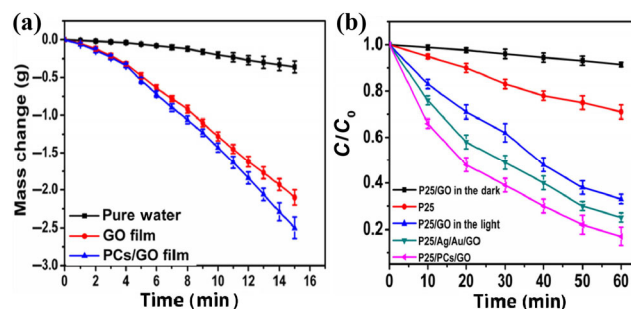 (a)
0.0
-0.5
-1.0
-1.5
-2.0
-2.5
-3.0
Mass change (g)
Pure water
GO film
PCs/GO film
0 2 4 6 8 10 12 14 16
Time (min)
(b)
1.0
0.8
0.6
0.4
0.2
C/C0
P25/GO in the dark
P25
P25/GO in the light
P25/Ag/Au/GO
P25/PCs/GO
0 10 20 30 40 50 60
Time (min)